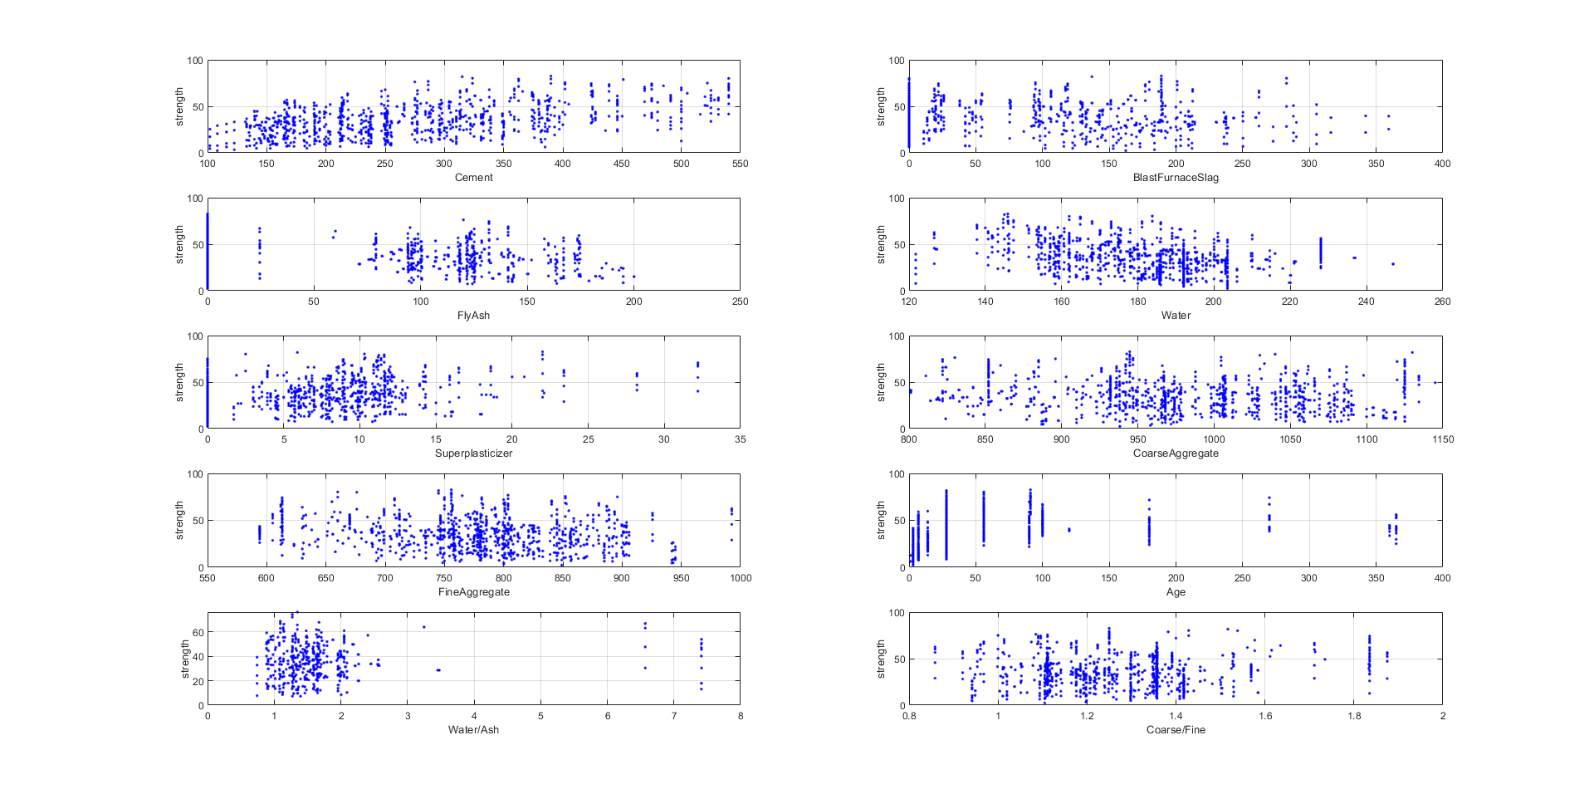 100
50
0
strength
100 150 200 250 300 350 400 450 500 550
Cement
100
50
0
strength
0 50 100 150 200 250 300 350 400
BlastFurnaceSlag
100
50
0
strength
0 50 100 150 200 250
FlyAsh
100
50
0
strength
120 140 160 180 200 220 240 260
Water
100
50
0
strength
0 5 10 15 20 25 30 35
Superplasticizer
100
50
0
strength
800 850 900 950 1000 1050 1100 1150
CoarseAggregate
100
50
0
strength
550 600 650 700 750 800 850 900 950 1000
FineAggregate
100
50
0
strength
0 50 100 150 200 250 300 350 400
Age
60
40
20
0
strength
0 1 2 3 4 5 6 7 8
Water/Ash
100
50
0
strength
0.8 1 1.2 1.4 1.6 1.8 2
Coarse/Fine